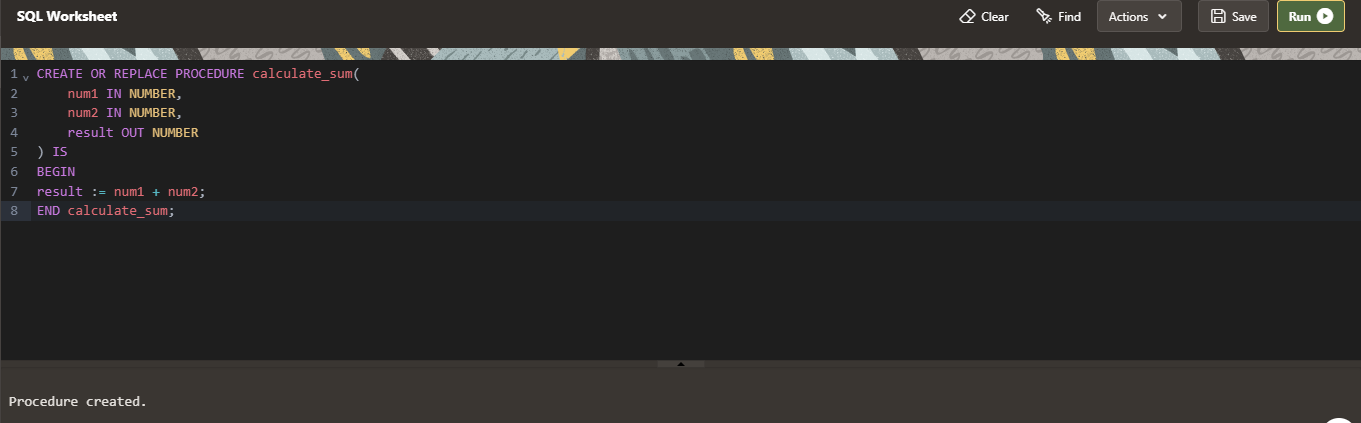 SQL Worksheet
Clear Find Actions Save Run
1 CREATE OR REPLACE PROCEDURE calculate_sum(
2     num1 IN NUMBER,
3     num2 IN NUMBER,
4     result OUT NUMBER
5 ) IS
6 BEGIN
7 result := num1 + num2;
8 END calculate_sum;
Procedure created.